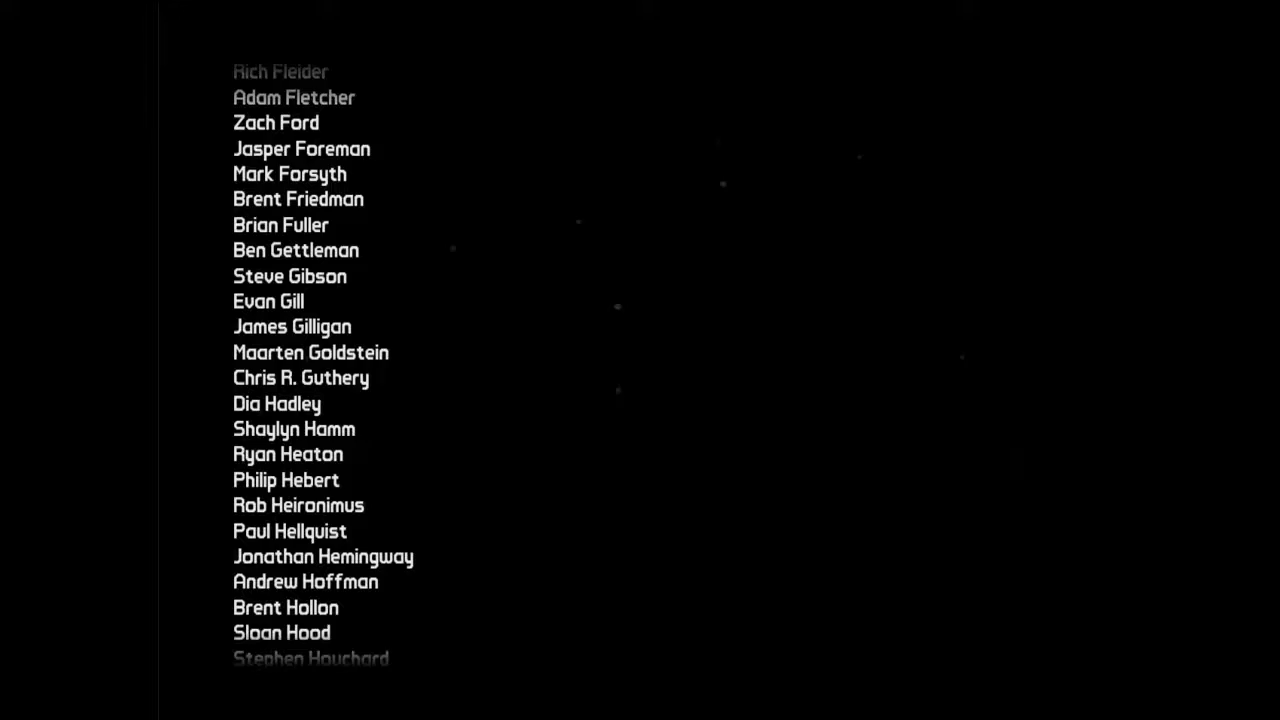 Rich Fleider
Adam Fletcher
Zach Ford
Jasper Foreman
Mark Forsyth
Brent Friedman
Brian Fuller
Ben Gettleman
Steve Gibson
Evan Gill
James Gilligan
Maarten Goldstein
Chris R. Guthery
Dia Hadley
Shaylyn Hamm
Ryan Heaton
Philip Hebert
Rob Heironimus
Paul Hellquist
Jonathan Hemingway
Andrew Hoffman
Brent Hollon
Sloan Hood
Stephen Houchard